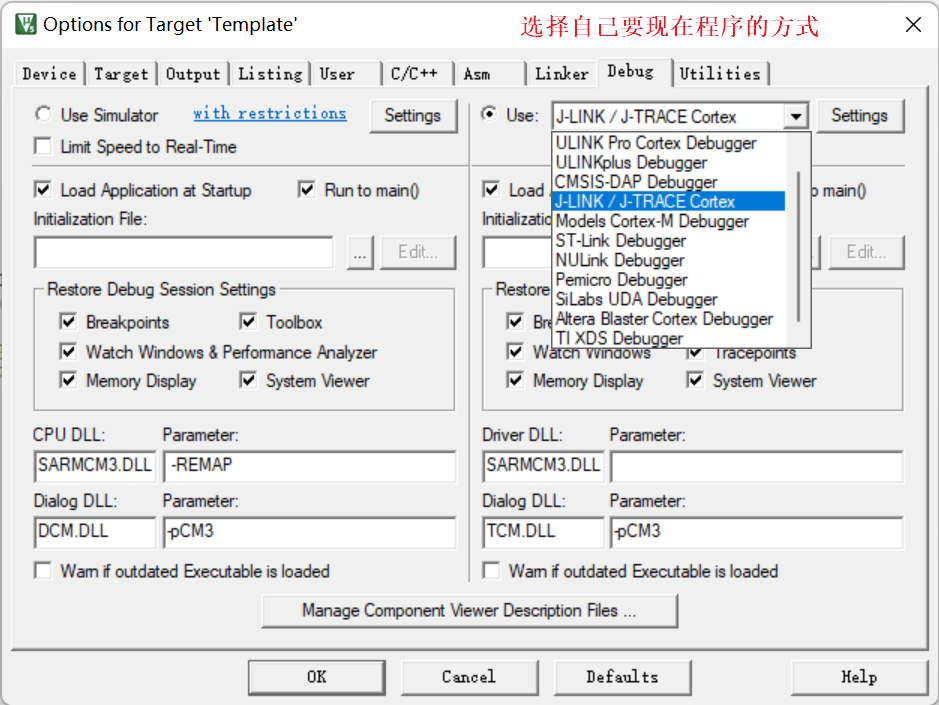 Options for Target 'Template'
选择自己要现在程序的方式
Device Target Output Listing User C/C++ Asm Linker Debug Utilities
Use Simulator with restrictions Settings
Limit Speed to Real-Time
Load Application at Startup Run to main()
Initialization File:
... Edit...
Restore Debug Session Settings
Breakpoints Toolbox
Watch Windows & Performance Analyzer
Memory Display System Viewer
CPU DLL: Parameter:
SARMCM3.DLL -REMAP
Dialog DLL: Parameter:
DCM.DLL -pCM3
Warn if outdated Executable is loaded
Use: J-LINK / J-TRACE Cortex Settings
ULINK Pro Cortex Debugger
ULINKplus Debugger
CMSIS-DAP Debugger
J-LINK / J-TRACE Cortex
Models Cortex-M Debugger
ST-Link Debugger
NULink Debugger
Pemicro Debugger
SiLabs UDA Debugger
Altera Blaster Cortex Debugger
TI XDS Debugger
Load main()
Edit...
Restore
Watch Windows Tracepoints
Memory Display System Viewer
Driver DLL: Parameter:
SARMCM3.DLL
Dialog DLL: Parameter:
TCM.DLL -pCM3
Warn if outdated Executable is loaded
Manage Component Viewer Description Files ...
OK Cancel Defaults Help